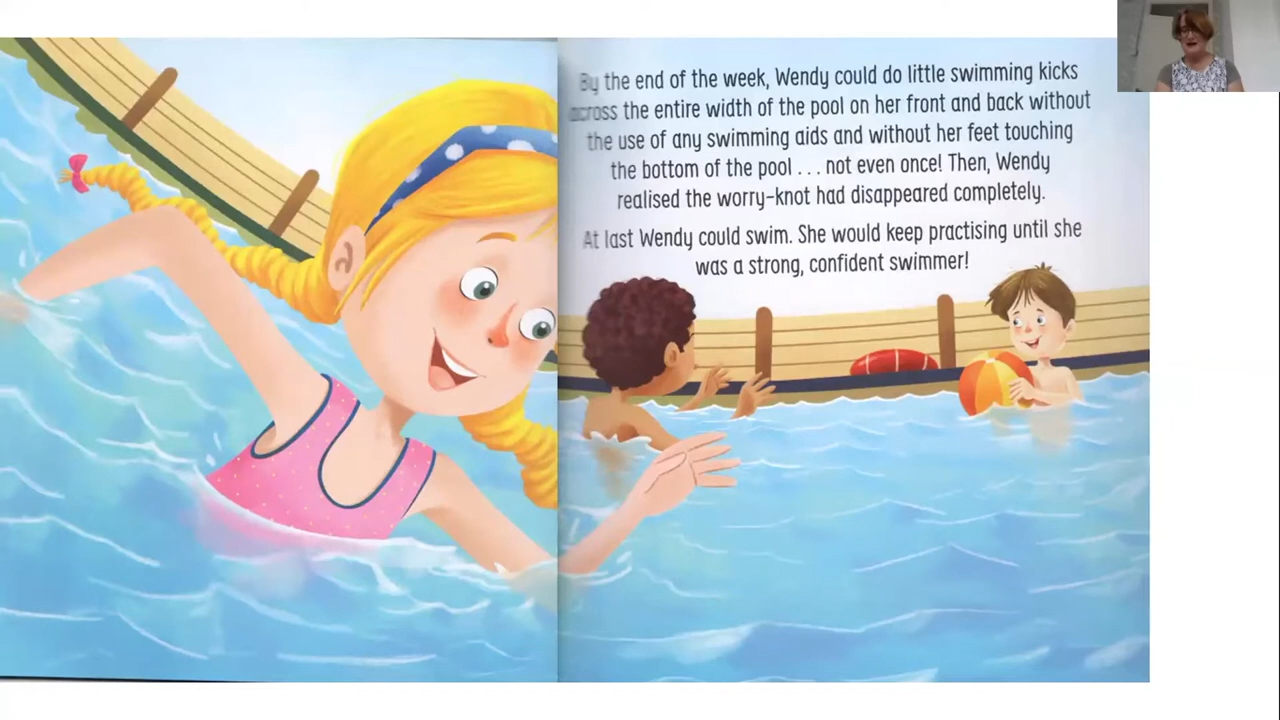 By the end of the week, Wendy could do little swimming kicks
across the entire width of the pool on her front and back without
the use of any swimming aids and without her feet touching
the bottom of the pool . . . not even once! Then, Wendy
realised the worry-knot had disappeared completely.
At last Wendy could swim. She would keep practising until she
was a strong, confident swimmer!